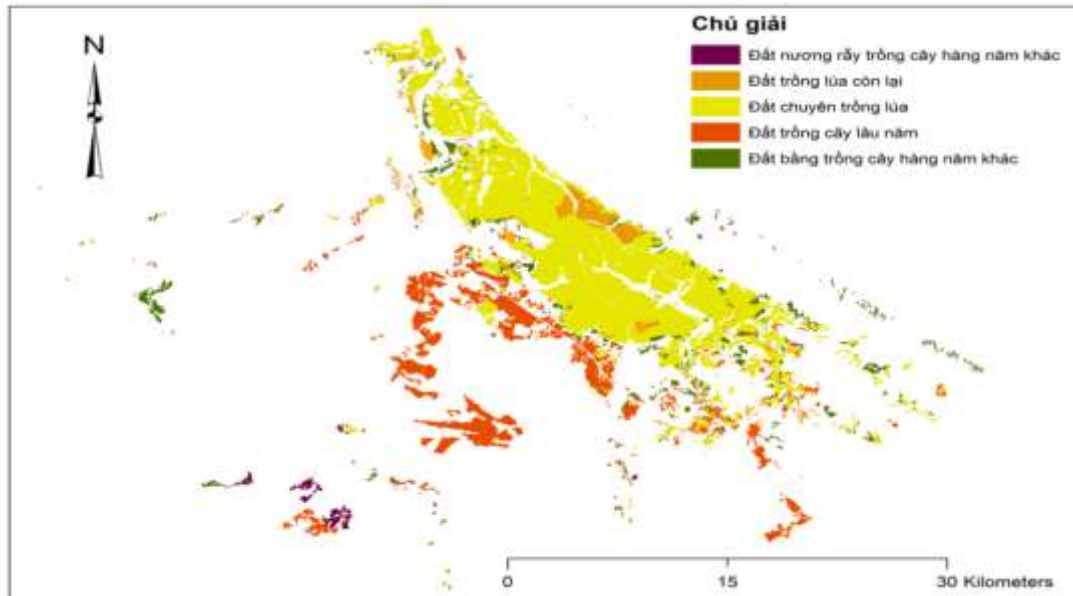 Chủ giải
N
Đất nương rẫy trồng cây hàng năm khác
Đất trồng lúa còn lại
Đất chuyên trồng lúa
Đất trồng cây lâu năm
Đất bằng trồng cây hàng năm khác
0 15 30 Kilometers